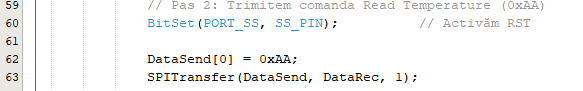 59 // Pas 2: Trimitem comanda Read Temperature (0xAA)
60 BitSet(PORT_SS, SS_PIN); // Activăm RST
61
62 DataSend[0] = 0xAA;
63 SPITransfer(DataSend, DataRec, 1);